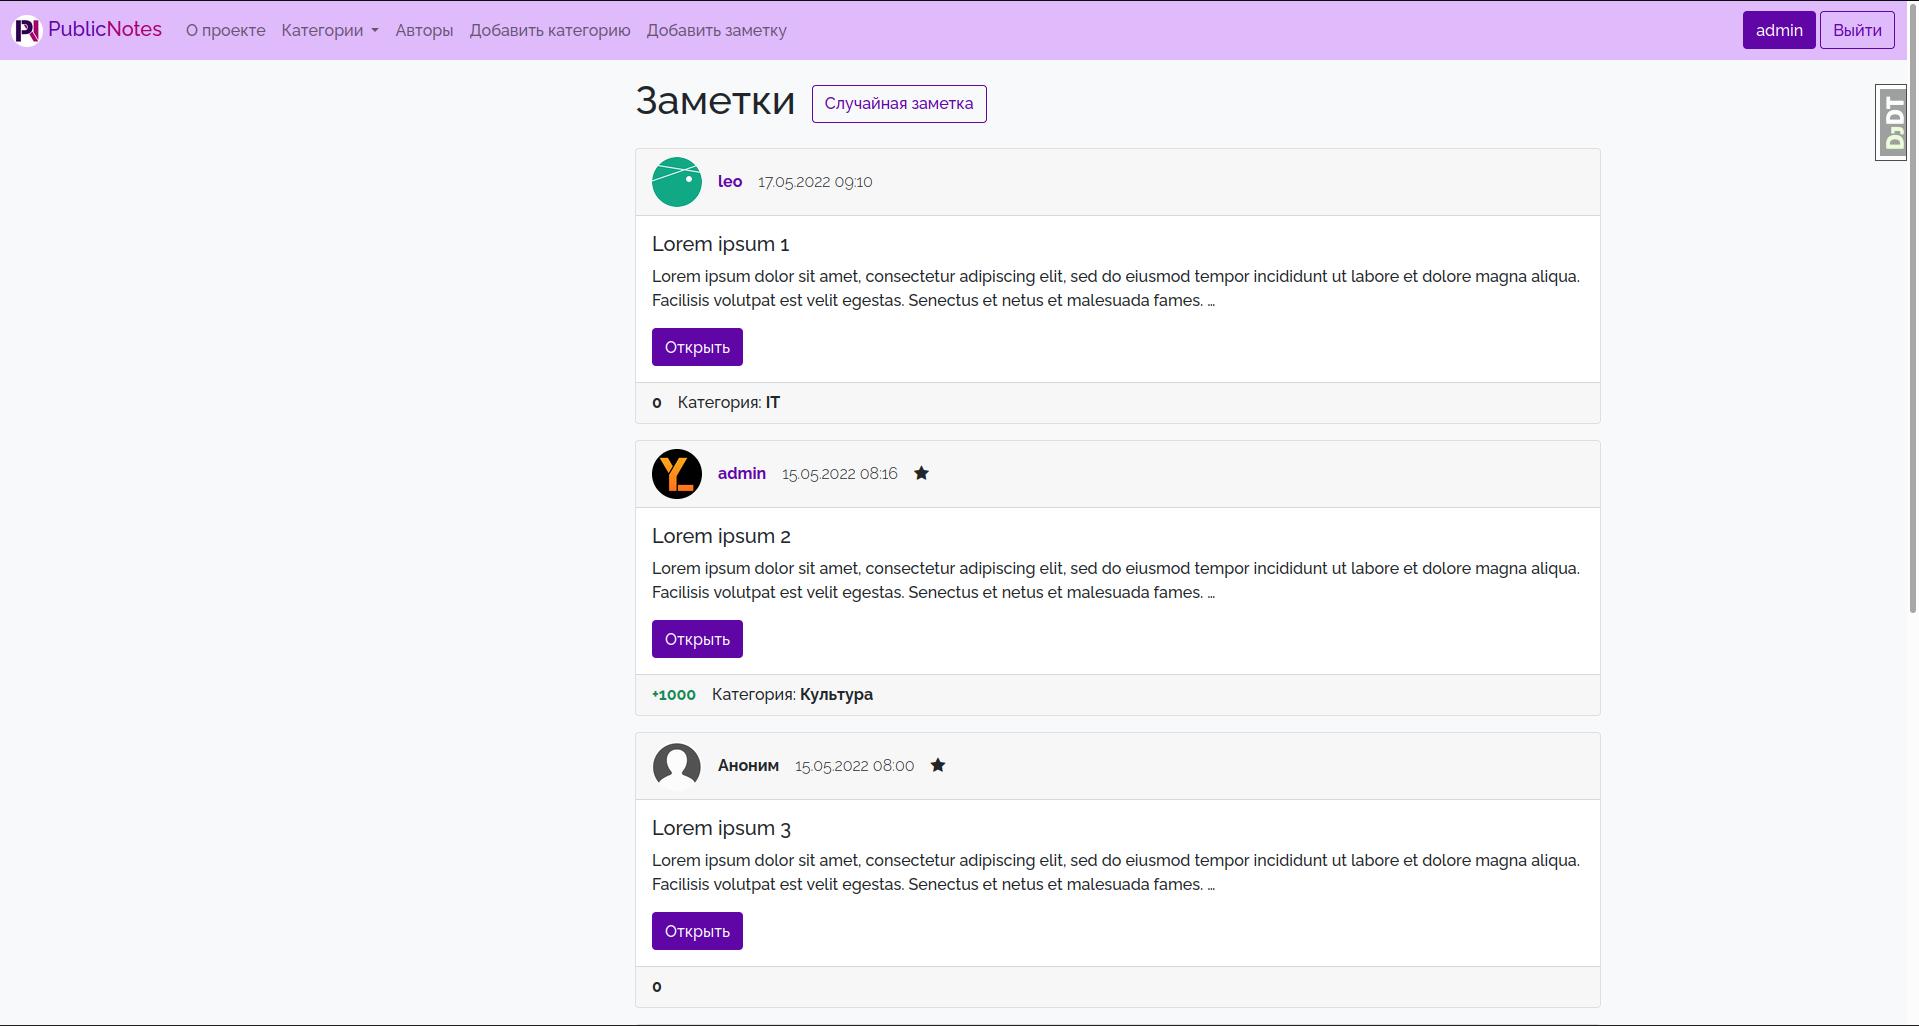 PublicNotes О проекте Категории Авторы Добавить категорию Добавить заметку admin Выйти
Заметки Случайная заметка
DjDT
leo 17.05.2022 09:10
Lorem ipsum 1
Lorem ipsum dolor sit amet, consectetur adipiscing elit, sed do eiusmod tempor incididunt ut labore et dolore magna aliqua.
Facilisis volutpat est velit egestas. Senectus et netus et malesuada fames. …
Открыть
0 Категория: IT
YL admin 15.05.2022 08:16
Lorem ipsum 2
Lorem ipsum dolor sit amet, consectetur adipiscing elit, sed do eiusmod tempor incididunt ut labore et dolore magna aliqua.
Facilisis volutpat est velit egestas. Senectus et netus et malesuada fames. …
Открыть
+1000 Категория: Культура
Аноним 15.05.2022 08:00
Lorem ipsum 3
Lorem ipsum dolor sit amet, consectetur adipiscing elit, sed do eiusmod tempor incididunt ut labore et dolore magna aliqua.
Facilisis volutpat est velit egestas. Senectus et netus et malesuada fames. …
Открыть
0